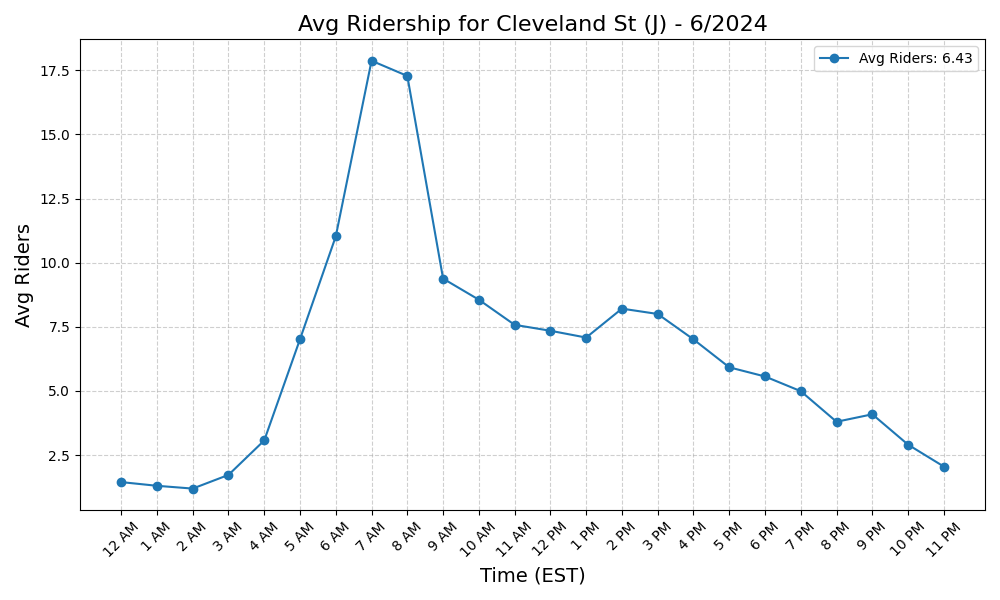 Avg Ridership for Cleveland St (J) - 6/2024
Avg Riders: 6.43
Avg Riders
17.5
15.0
12.5
10.0
7.5
5.0
2.5
12 AM
1 AM
2 AM
3 AM
4 AM
5 AM
6 AM
7 AM
8 AM
9 AM
10 AM
11 AM
12 PM
1 PM
2 PM
3 PM
4 PM
5 PM
6 PM
7 PM
8 PM
9 PM
10 PM
11 PM
Time (EST)